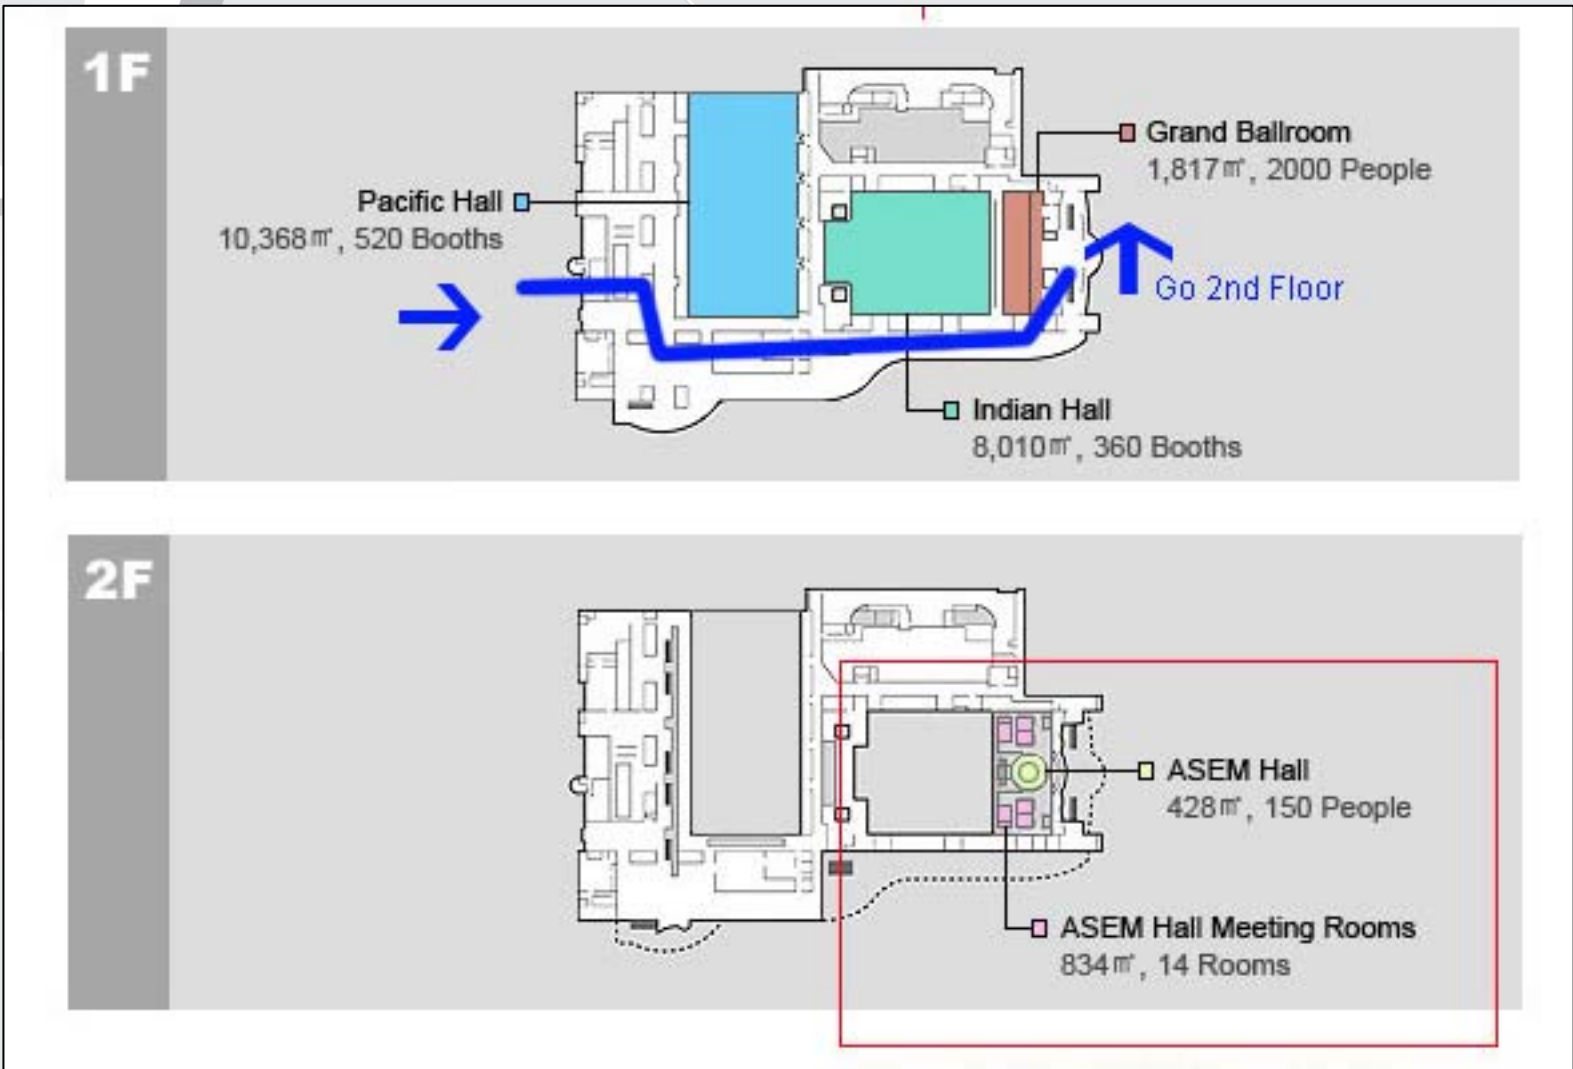 1F
Grand Ballroom
1,817㎡, 2000 People
Pacific Hall
10,368㎡, 520 Booths
Go 2nd Floor
Indian Hall
8,010㎡, 360 Booths
2F
ASEM Hall
428㎡, 150 People
ASEM Hall Meeting Rooms
834㎡, 14 Rooms